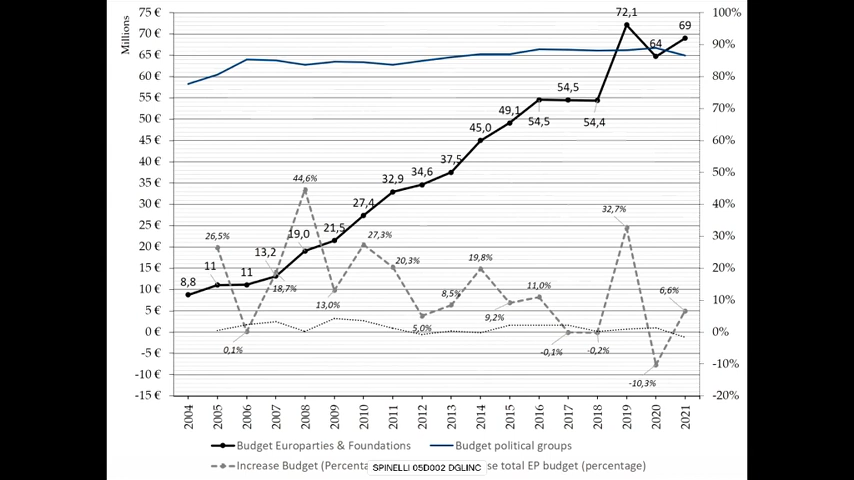 Millions
75 € 100%
70 € 72,1 69 90%
65 € 64
60 € 80%
55 € 54,5 70%
50 € 49,1 54,5 54,4
45 € 45,0 60%
40 € 37,5 50%
35 € 44,6% 32,9 34,6 40%
30 € 27,4 32,7%
25 € 26,5% 19,0 21,5 27,3% 30%
20 € 13,2 20,3% 19,8% 20%
15 € 11 11 18,7%
10 € 8,8 13,0% 8,5% 11,0% 6,6% 10%
5 € 5,0% 9,2%
0 € 0,1% -0,1% -0,2% 0%
-5 €
-10 € -10,3% -10%
-15 € -20%
2004 2005 2006 2007 2008 2009 2010 2011 2012 2013 2014 2015 2016 2017 2018 2019 2020 2021
Budget Europarties & Foundations Budget political groups
Increase Budget (Percenta SPINELLI 05D002 DGLINC se total EP budget (percentage)